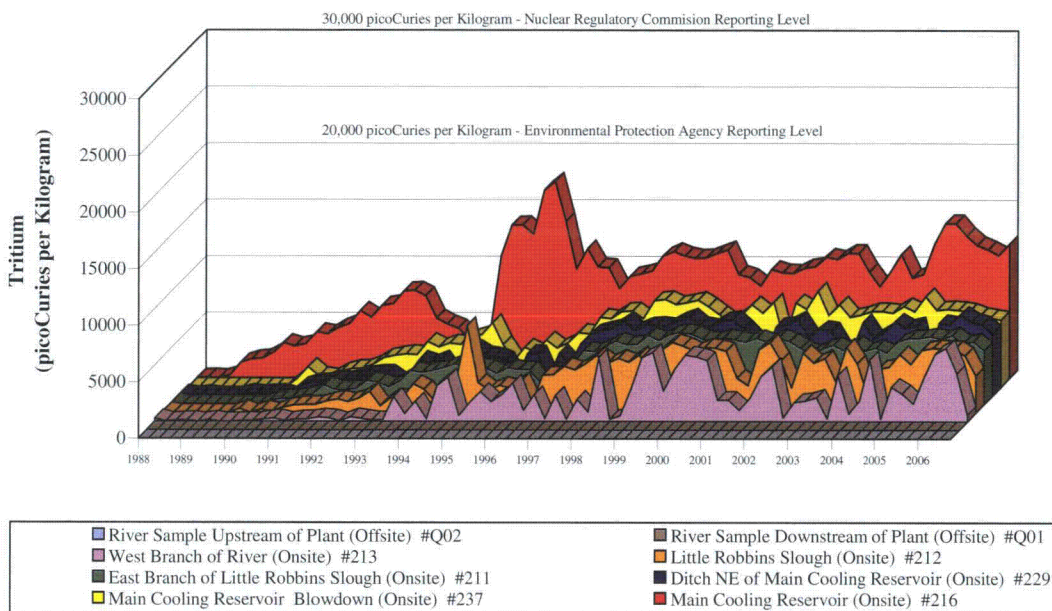 30,000 picoCuries per Kilogram - Nuclear Regulatory Commision Reporting Level
30000
20,000 picoCuries per Kilogram - Environmental Protection Agency Reporting Level
25000
20000
15000
10000
5000
0
Tritium
(picoCuries per Kilogram)
1988 1989 1990 1991 1992 1993 1994 1995 1996 1997 1998 1999 2000 2001 2002 2003 2004 2005 2006
River Sample Upstream of Plant (Offsite) #Q02
River Sample Downstream of Plant (Offsite) #Q01
West Branch of River (Onsite) #213
Little Robbins Slough (Onsite) #212
East Branch of Little Robbins Slough (Onsite) #211
Ditch NE of Main Cooling Reservoir (Onsite) #229
Main Cooling Reservoir Blowdown (Onsite) #237
Main Cooling Reservoir (Onsite) #216